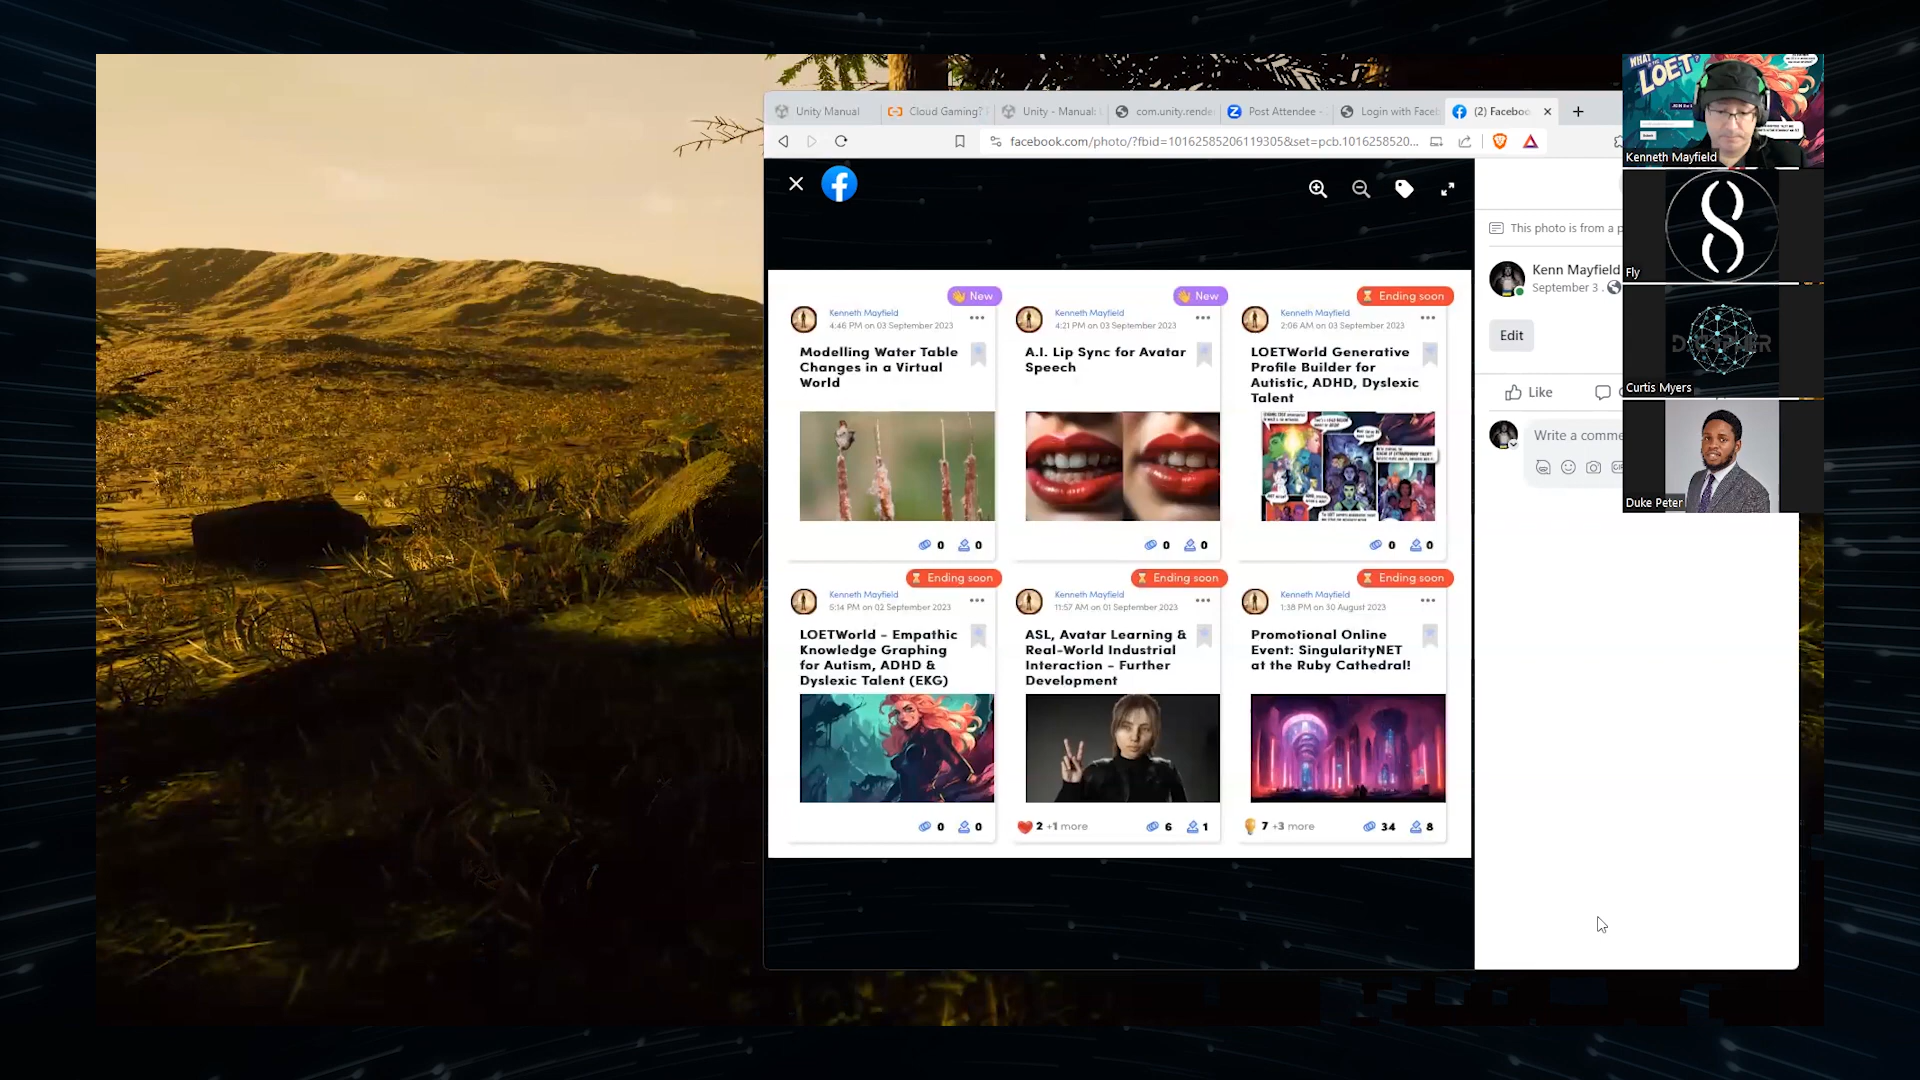 Unity Manual
Cloud Gaming?
Unity - Manual:
com.unity.rende
Post Attendee -
Login with Faceb
(2) Faceboo
facebook.com/photo/?fbid=10162585206119305&set=pcb.1016258520...
New
Kenneth Mayfield
4:46 PM on 03 September 2023
Modelling Water Table
Changes in a Virtual
World
0 0
New
Kenneth Mayfield
4:21 PM on 03 September 2023
A.I. Lip Sync for Avatar
Speech
0 0
Ending soon
Kenneth Mayfield
2:06 AM on 03 September 2023
LOETWorld Generative
Profile Builder for
Autistic, ADHD, Dyslexic
Talent
0 0
Ending soon
Kenneth Mayfield
5:14 PM on 02 September 2023
LOETWorld - Empathic
Knowledge Graphing
for Autism, ADHD &
Dyslexic Talent (EKG)
0 0
Ending soon
Kenneth Mayfield
11:57 AM on 01 September 2023
ASL, Avatar Learning &
Real-World Industrial
Interaction - Further
Development
2 +1 more 6 1
Ending soon
Kenneth Mayfield
1:38 PM on 30 August 2023
Promotional Online
Event: SingularityNET
at the Ruby Cathedral!
7 +3 more 34 8
This photo is from a p
Kenn Mayfield
September 3 .
Edit
Like
Write a comme
WHAT
LOET?
Kenneth Mayfield
Fly
Curtis Myers
Duke Peter